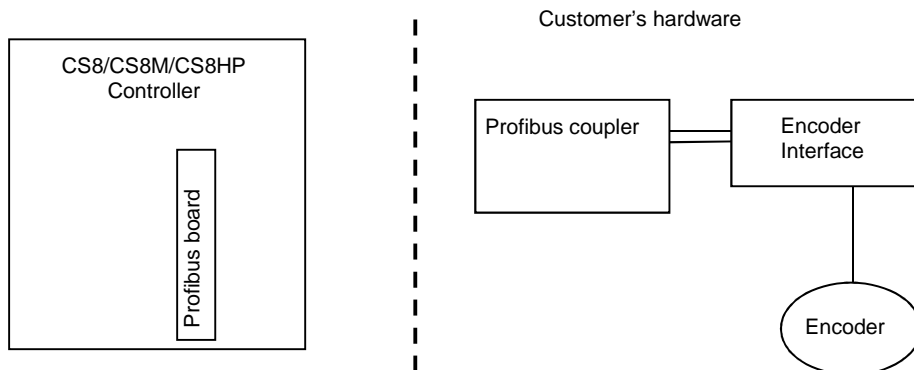 Customer's hardware
CS8/CS8M/CS8HP
Controller
Profibus board
Profibus coupler
Encoder
Interface
Encoder